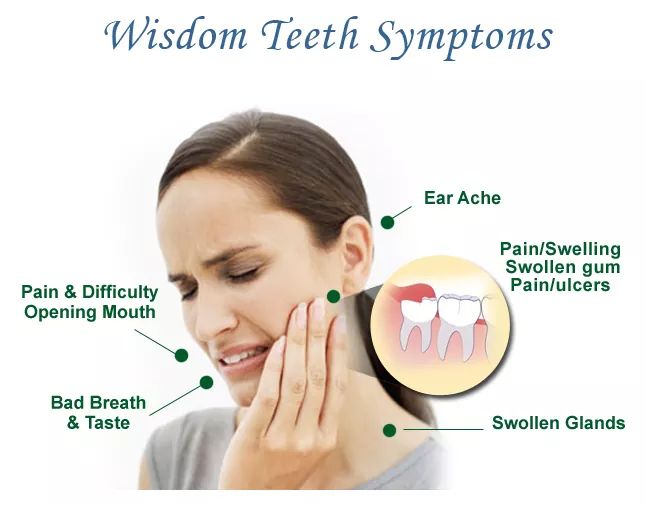 Wisdom Teeth Symptoms
Ear Ache
Pain/Swelling
Swollen gum
Pain/ulcers
Pain & Difficulty
Opening Mouth
Bad Breath
& Taste
Swollen Glands